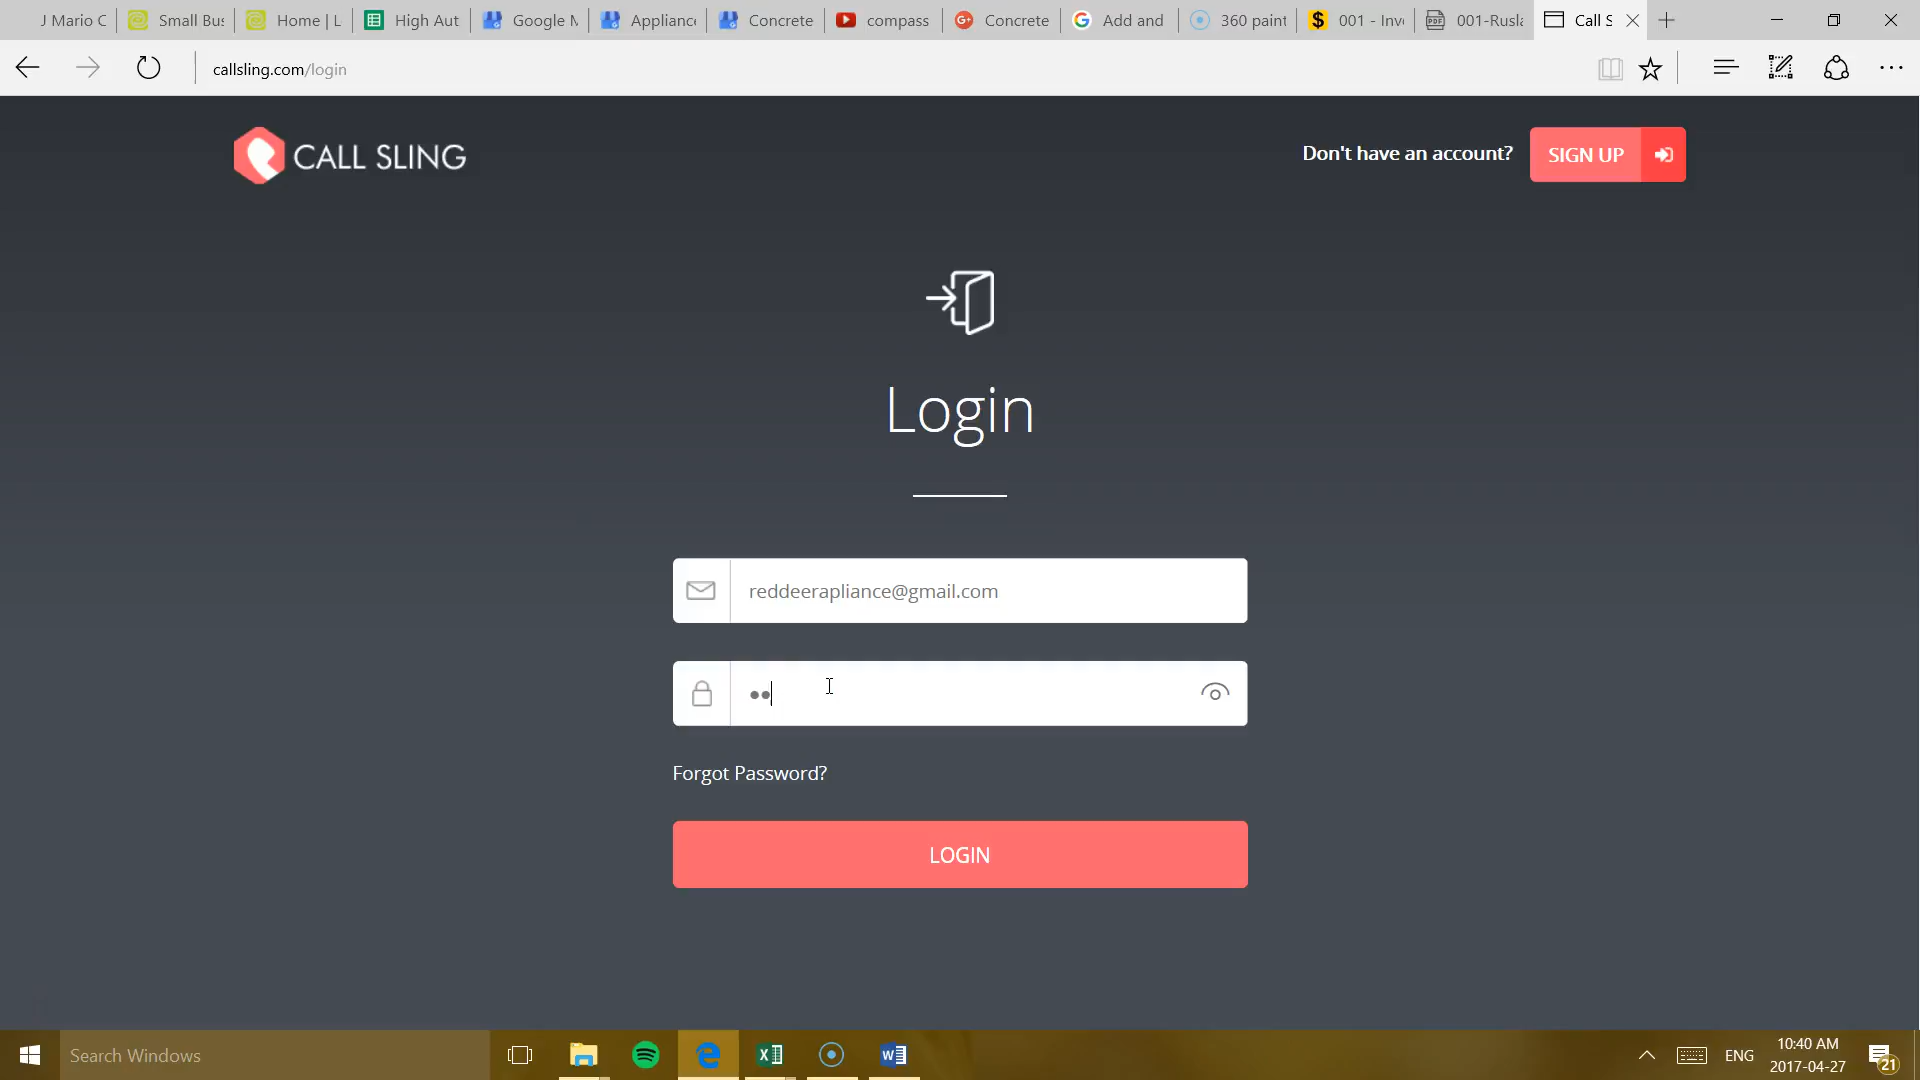 J Mario C Small Bus Home | L High Aut Google M Appliance Concrete compass Concrete Add and 360 paint 001 - Inv 001-Rusla Call S
callsling.com/login
CALL SLING
Don't have an account? SIGN UP
Login
reddeerapliance@gmail.com
Forgot Password?
LOGIN
Search Windows
ENG
10:40 AM
2017-04-27
21